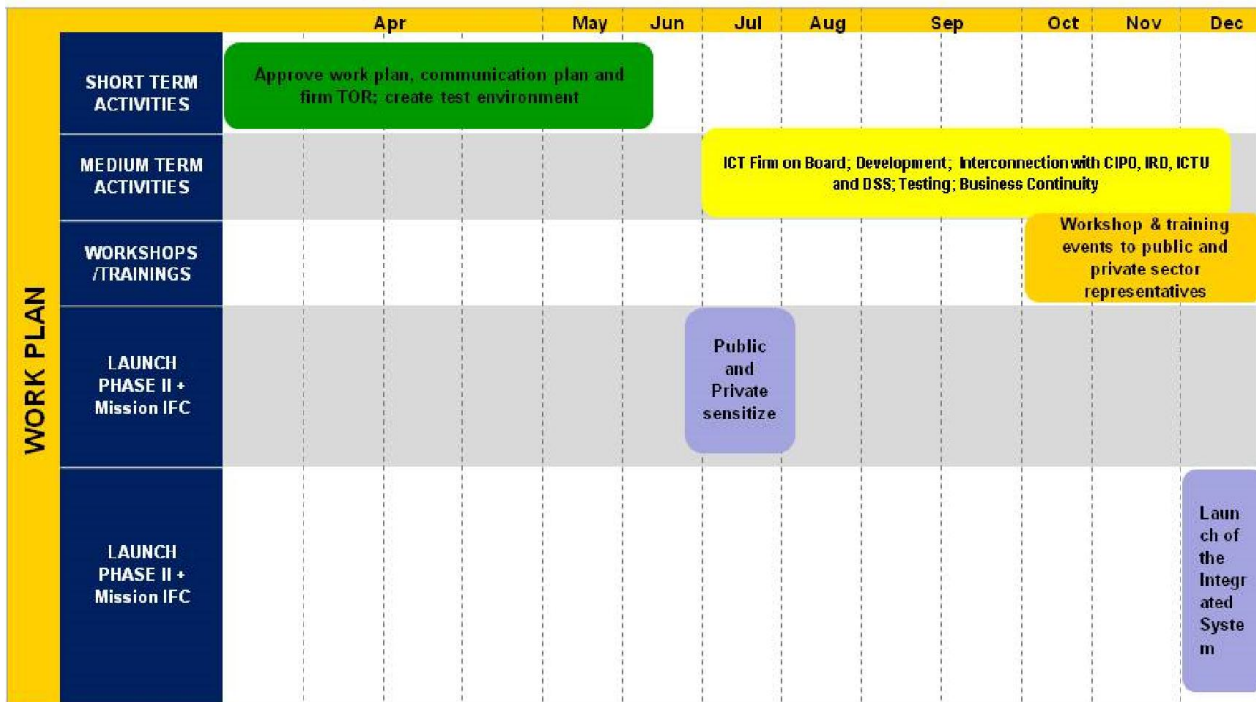 Apr May Jun Jul Aug Sep Oct Nov Dec
WORK PLAN
SHORT TERM
ACTIVITIES
Approve work plan, communication plan and
firm TOR; create test environment
MEDIUM TERM
ACTIVITIES
ICT Firm on Board; Development; Interconnection with CIPO, IRD, ICTU
and DSS; Testing; Business Continuity
WORKSHOPS
/TRAININGS
Workshop & training
events to public and
private sector
representatives
LAUNCH
PHASE II +
Mission IFC
Public
and
Private
sensitize
LAUNCH
PHASE II +
Mission IFC
Laun
ch of
the
Integr
ated
Syste
m